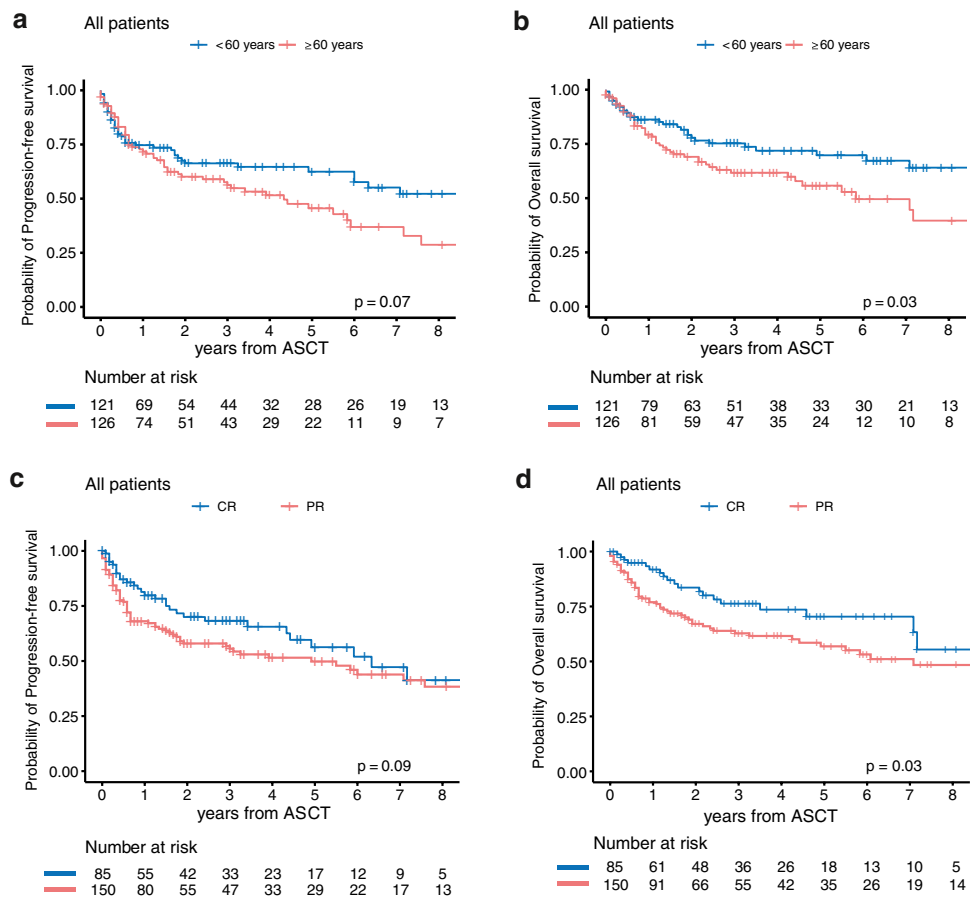 a
All patients
<60 years ≥60 years
Probability of Progression-free survival
1.00
0.75
0.50
0.25
0.00
p = 0.07
0 1 2 3 4 5 6 7 8
years from ASCT
Number at risk
121 69 54 44 32 28 26 19 13
126 74 51 43 29 22 11 9 7
b
All patients
<60 years ≥60 years
Probability of Overall suruvival
1.00
0.75
0.50
0.25
0.00
p = 0.03
0 1 2 3 4 5 6 7 8
years from ASCT
Number at risk
121 79 63 51 38 33 30 21 13
126 81 59 47 35 24 12 10 8
c
All patients
CR PR
Probability of Progression-free survival
1.00
0.75
0.50
0.25
0.00
p = 0.09
0 1 2 3 4 5 6 7 8
years from ASCT
Number at risk
85 55 42 33 23 17 12 9 5
150 80 55 47 33 29 22 17 13
d
All patients
CR PR
Probability of Overall suruvival
1.00
0.75
0.50
0.25
0.00
p = 0.03
0 1 2 3 4 5 6 7 8
years from ASCT
Number at risk
85 61 48 36 26 18 13 10 5
150 91 66 55 42 35 26 19 14